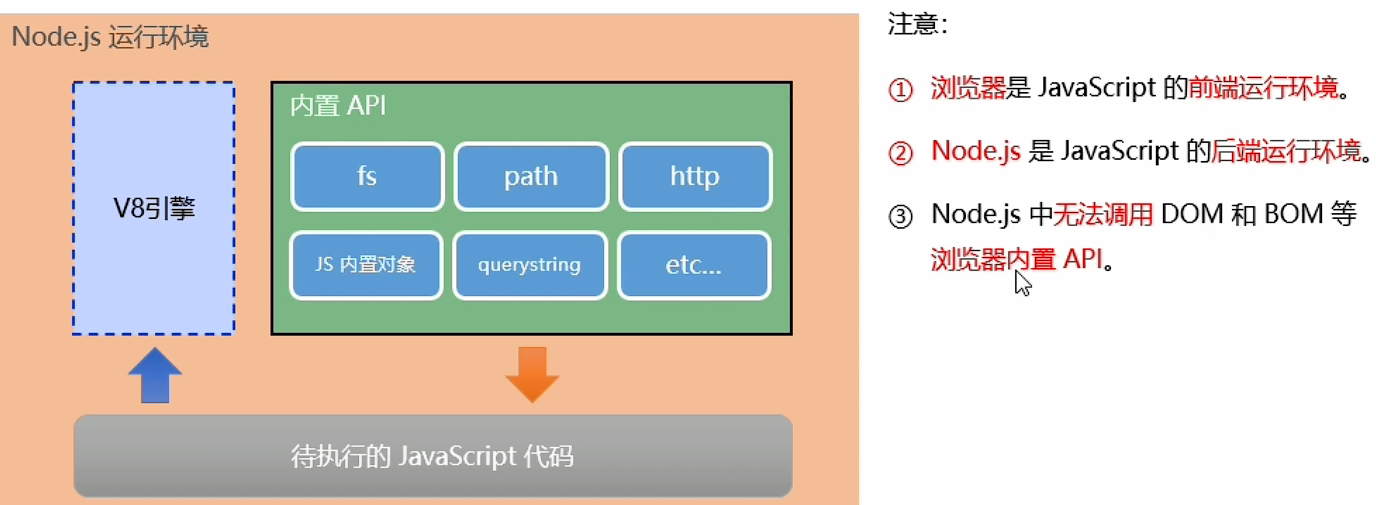 Node.js 运行环境
V8引擎
内置 API
fs
path
http
JS 内置对象
querystring
etc...
待执行的 JavaScript 代码
注意：
① 浏览器是 JavaScript 的前端运行环境。
② Node.js 是 JavaScript 的后端运行环境。
③ Node.js 中无法调用 DOM 和 BOM 等
浏览器内置 API。